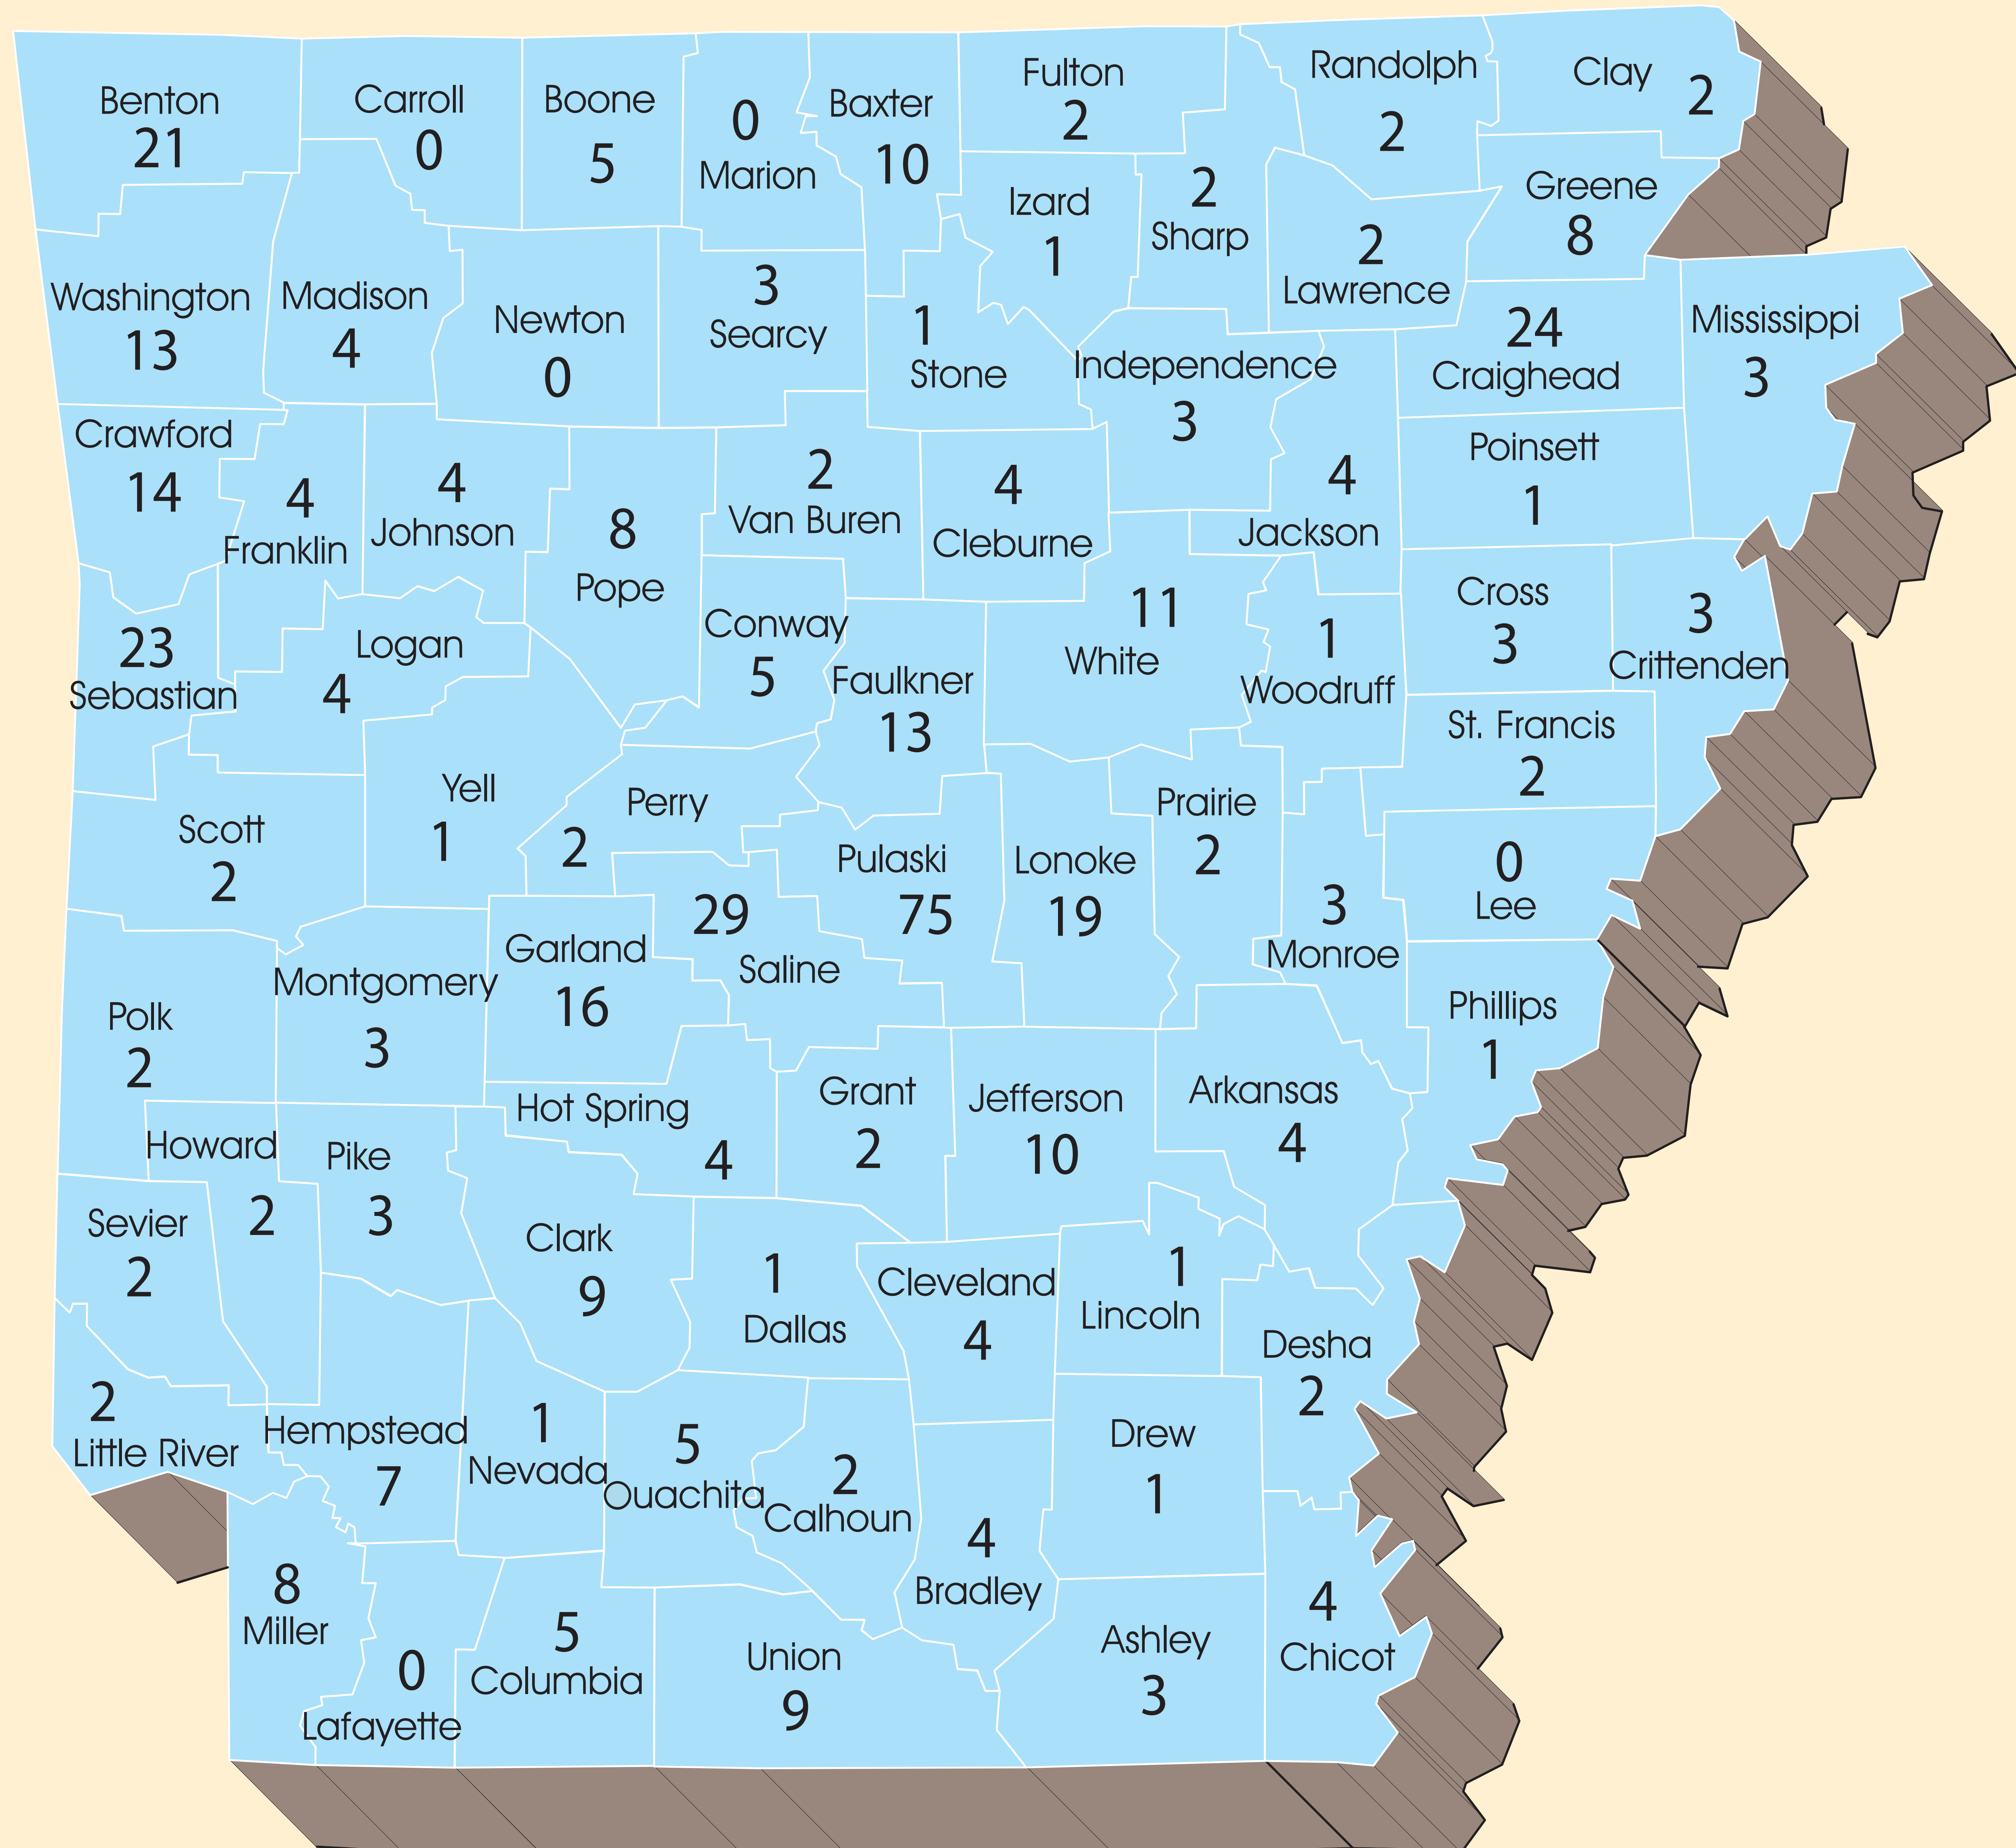 Benton
21
Carroll
0
Boone
5
0
Marion
Baxter
10
Fulton
2
Randolph
2
Clay 2
Izard
1
2
Sharp
2
Lawrence
Greene
8
Washington
13
Madison
4
Newton
0
3
Searcy
1
Stone
Independence
3
24
Craighead
Mississippi
3
Crawford
14
4
Franklin
4
Johnson
8
Pope
2
Van Buren
4
Cleburne
4
Jackson
Poinsett
1
23
Sebastian
Logan
4
Conway
5
Faulkner
13
11
White
1
Woodruff
Cross
3
3
Crittenden
St. Francis
2
Scott
2
Yell
1
Perry
2
29
Saline
Pulaski
75
Lonoke
19
Prairie
2
3
Monroe
0
Lee
Polk
2
Montgomery
3
Garland
16
Phillips
1
Hot Spring
4
Grant
2
Jefferson
10
Arkansas
4
Howard
2
Pike
3
Sevier
2
Clark
9
1
Dallas
Cleveland
4
1
Lincoln
Desha
2
2
Little River
Hempstead
7
1
Nevada
5
Ouachita
2
Calhoun
4
Bradley
Drew
1
8
Miller
0
Lafayette
5
Columbia
Union
9
Ashley
3
4
Chicot